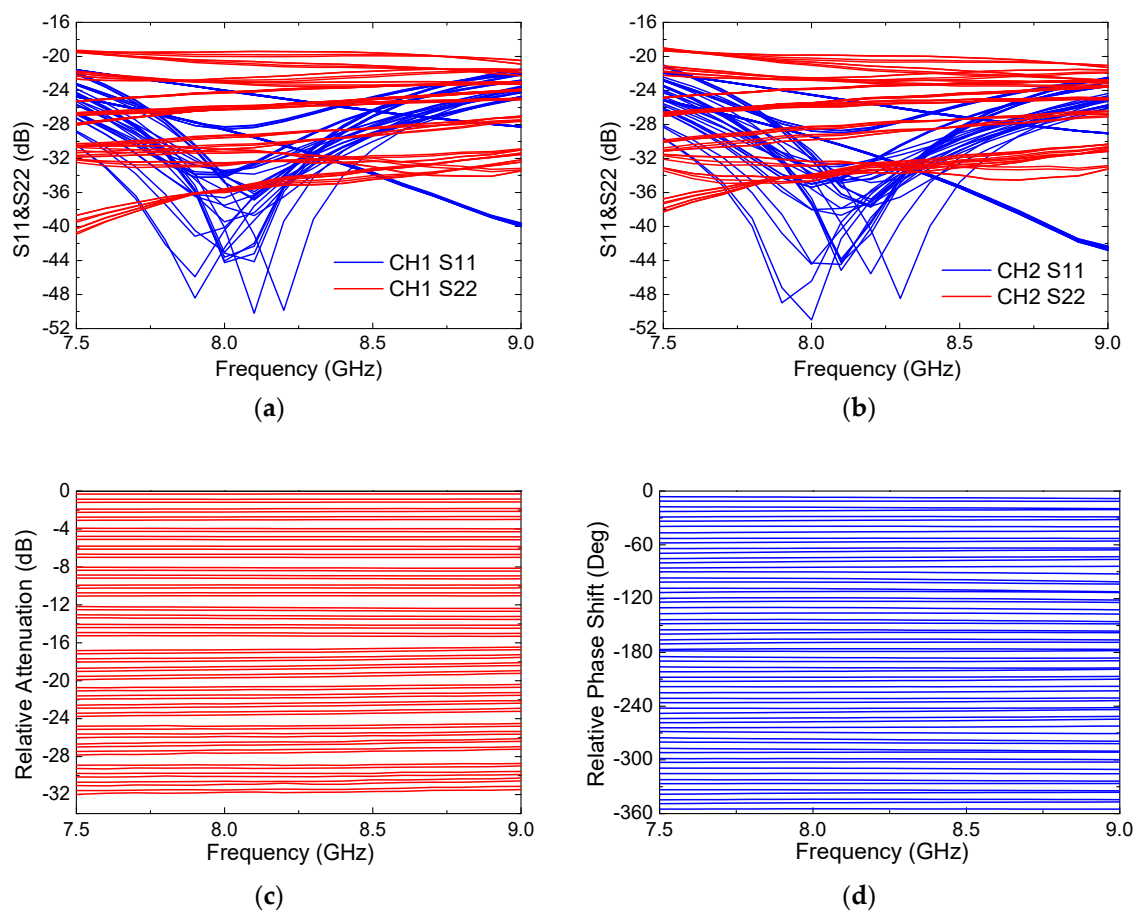 -16
-20
-24
-28
-32
-36
-40
-44
-48
-52
S11&S22 (dB)
CH1 S11
CH1 S22
7.5 8.0 8.5 9.0
Frequency (GHz)
(a)
-16
-20
-24
-28
-32
-36
-40
-44
-48
-52
S11&S22 (dB)
CH2 S11
CH2 S22
7.5 8.0 8.5 9.0
Frequency (GHz)
(b)
0
-4
-8
-12
-16
-20
-24
-28
-32
Relative Attenuation (dB)
7.5 8.0 8.5 9.0
Frequency (GHz)
(c)
0
-60
-120
-180
-240
-300
-360
Relative Phase Shift (Deg)
7.5 8.0 8.5 9.0
Frequency (GHz)
(d)